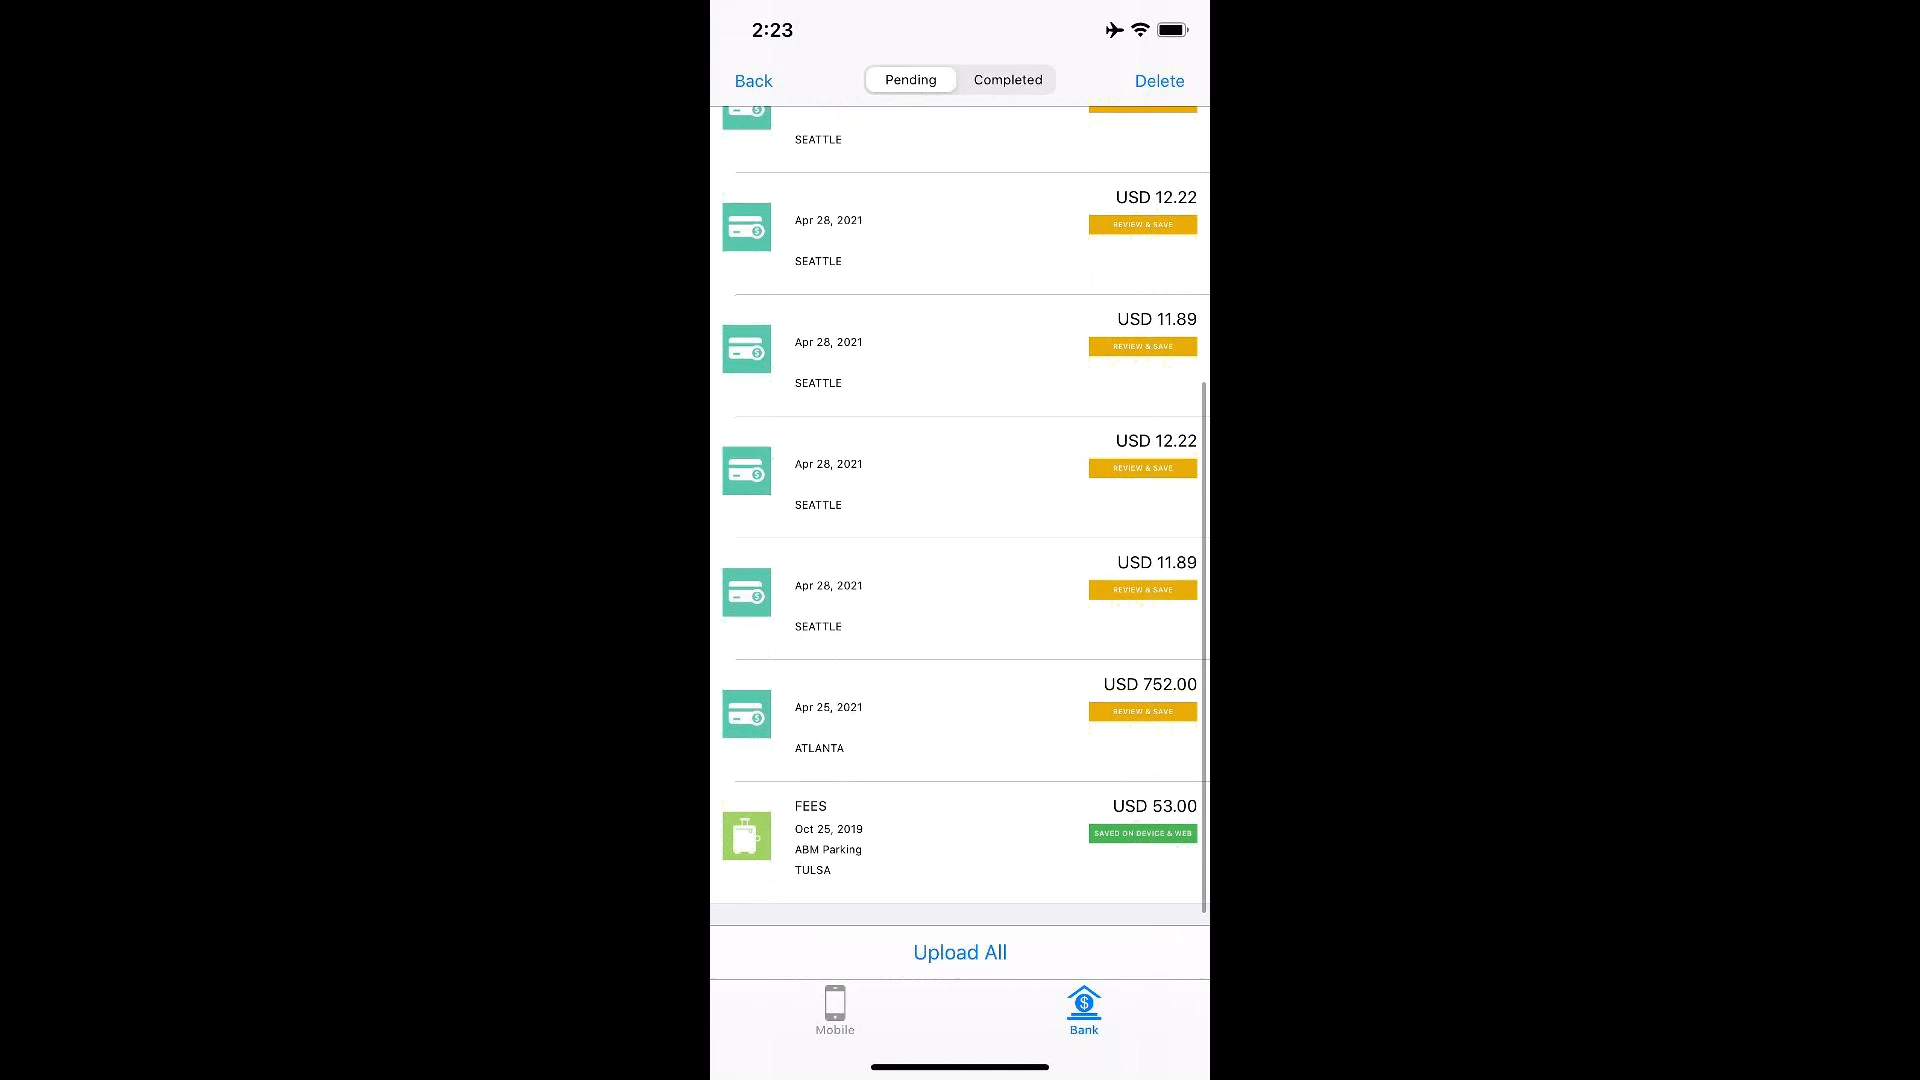 2:23
Back
Pending
Completed
Delete
SEATTLE
USD 12.22
Apr 28, 2021
REVIEW & SAVE
SEATTLE
USD 11.89
Apr 28, 2021
REVIEW & SAVE
SEATTLE
USD 12.22
Apr 28, 2021
REVIEW & SAVE
SEATTLE
USD 11.89
Apr 28, 2021
REVIEW & SAVE
SEATTLE
USD 752.00
Apr 25, 2021
REVIEW & SAVE
ATLANTA
FEES
USD 53.00
Oct 25, 2019
SAVED ON DEVICE & WEB
ABM Parking
TULSA
Upload All
Mobile
Bank